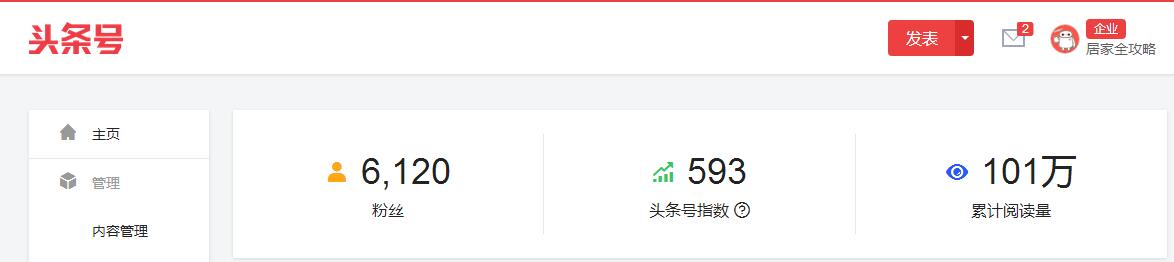 头条号
发表
2
企业
居家全攻略
主页
管理
内容管理
6,120
粉丝
593
头条号指数 ?
101万
累计阅读量